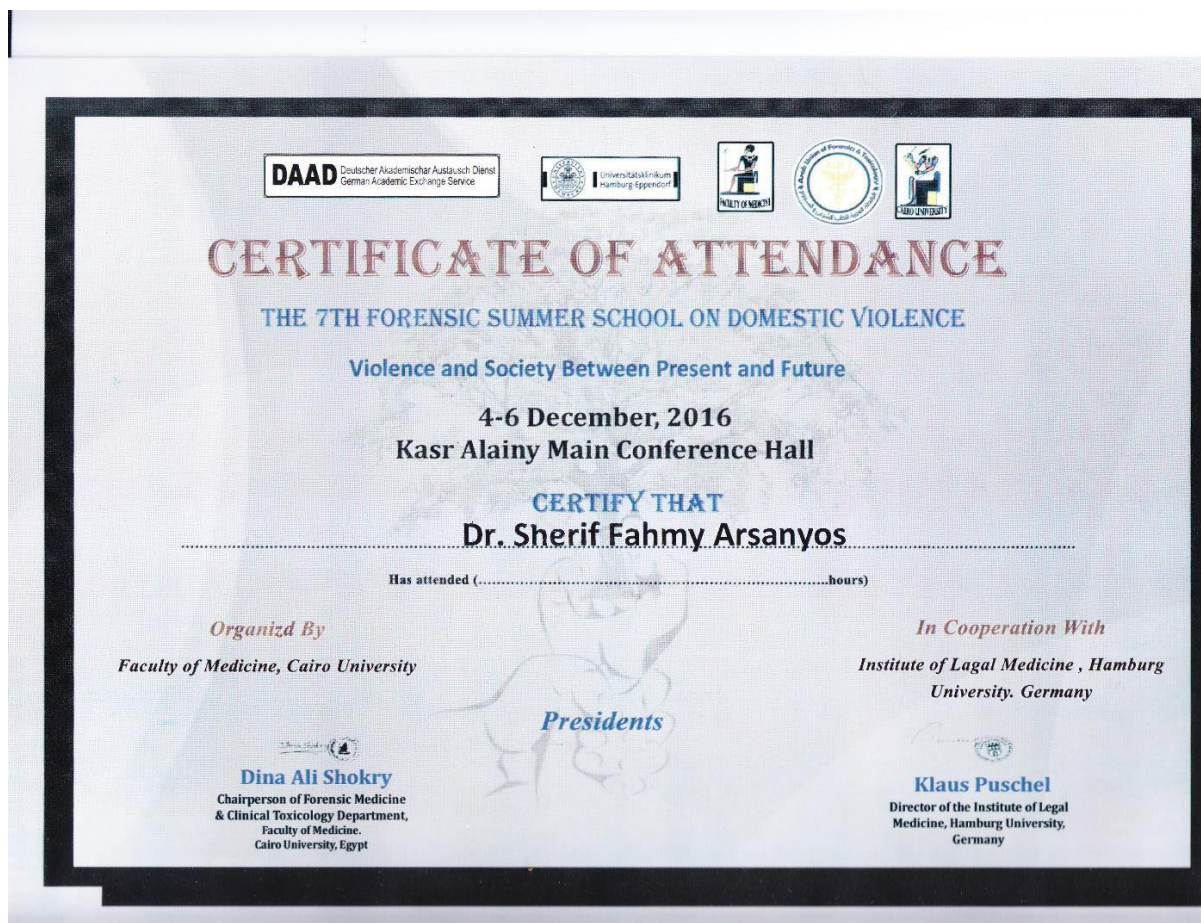 DAAD Deutscher Akademischar Austausch Dienst
German Academic Exchange Service
Universitätsklinikum
Hamburg-Eppendorf
FACULTY OF MEDICINE
Arab Union of Forensic & Toxicology
CAIRO UNIVERSITY
CERTIFICATE OF ATTENDANCE
THE 7TH FORENSIC SUMMER SCHOOL ON DOMESTIC VIOLENCE
Violence and Society Between Present and Future
4-6 December, 2016
Kasr Alainy Main Conference Hall
CERTIFY THAT
Dr. Sherif Fahmy Arsanyos
Has attended (..........hours)
Organizd By
Faculty of Medicine, Cairo University
In Cooperation With
Institute of Lagal Medicine , Hamburg
University. Germany
Presidents
Dina Ali Shokry
Chairperson of Forensic Medicine
& Clinical Toxicology Department,
Faculty of Medicine.
Cairo University, Egypt
Klaus Puschel
Director of the Institute of Legal
Medicine, Hamburg University,
Germany